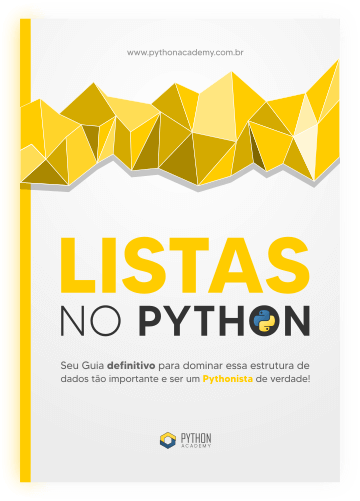 www.pythonacademy.com.br
LISTAS
NO PYTHON
Seu Guia definitivo para dominar essa estrutura de
dados tão importante e ser um Pythonista de verdade!
PYTHON
ACADEMY